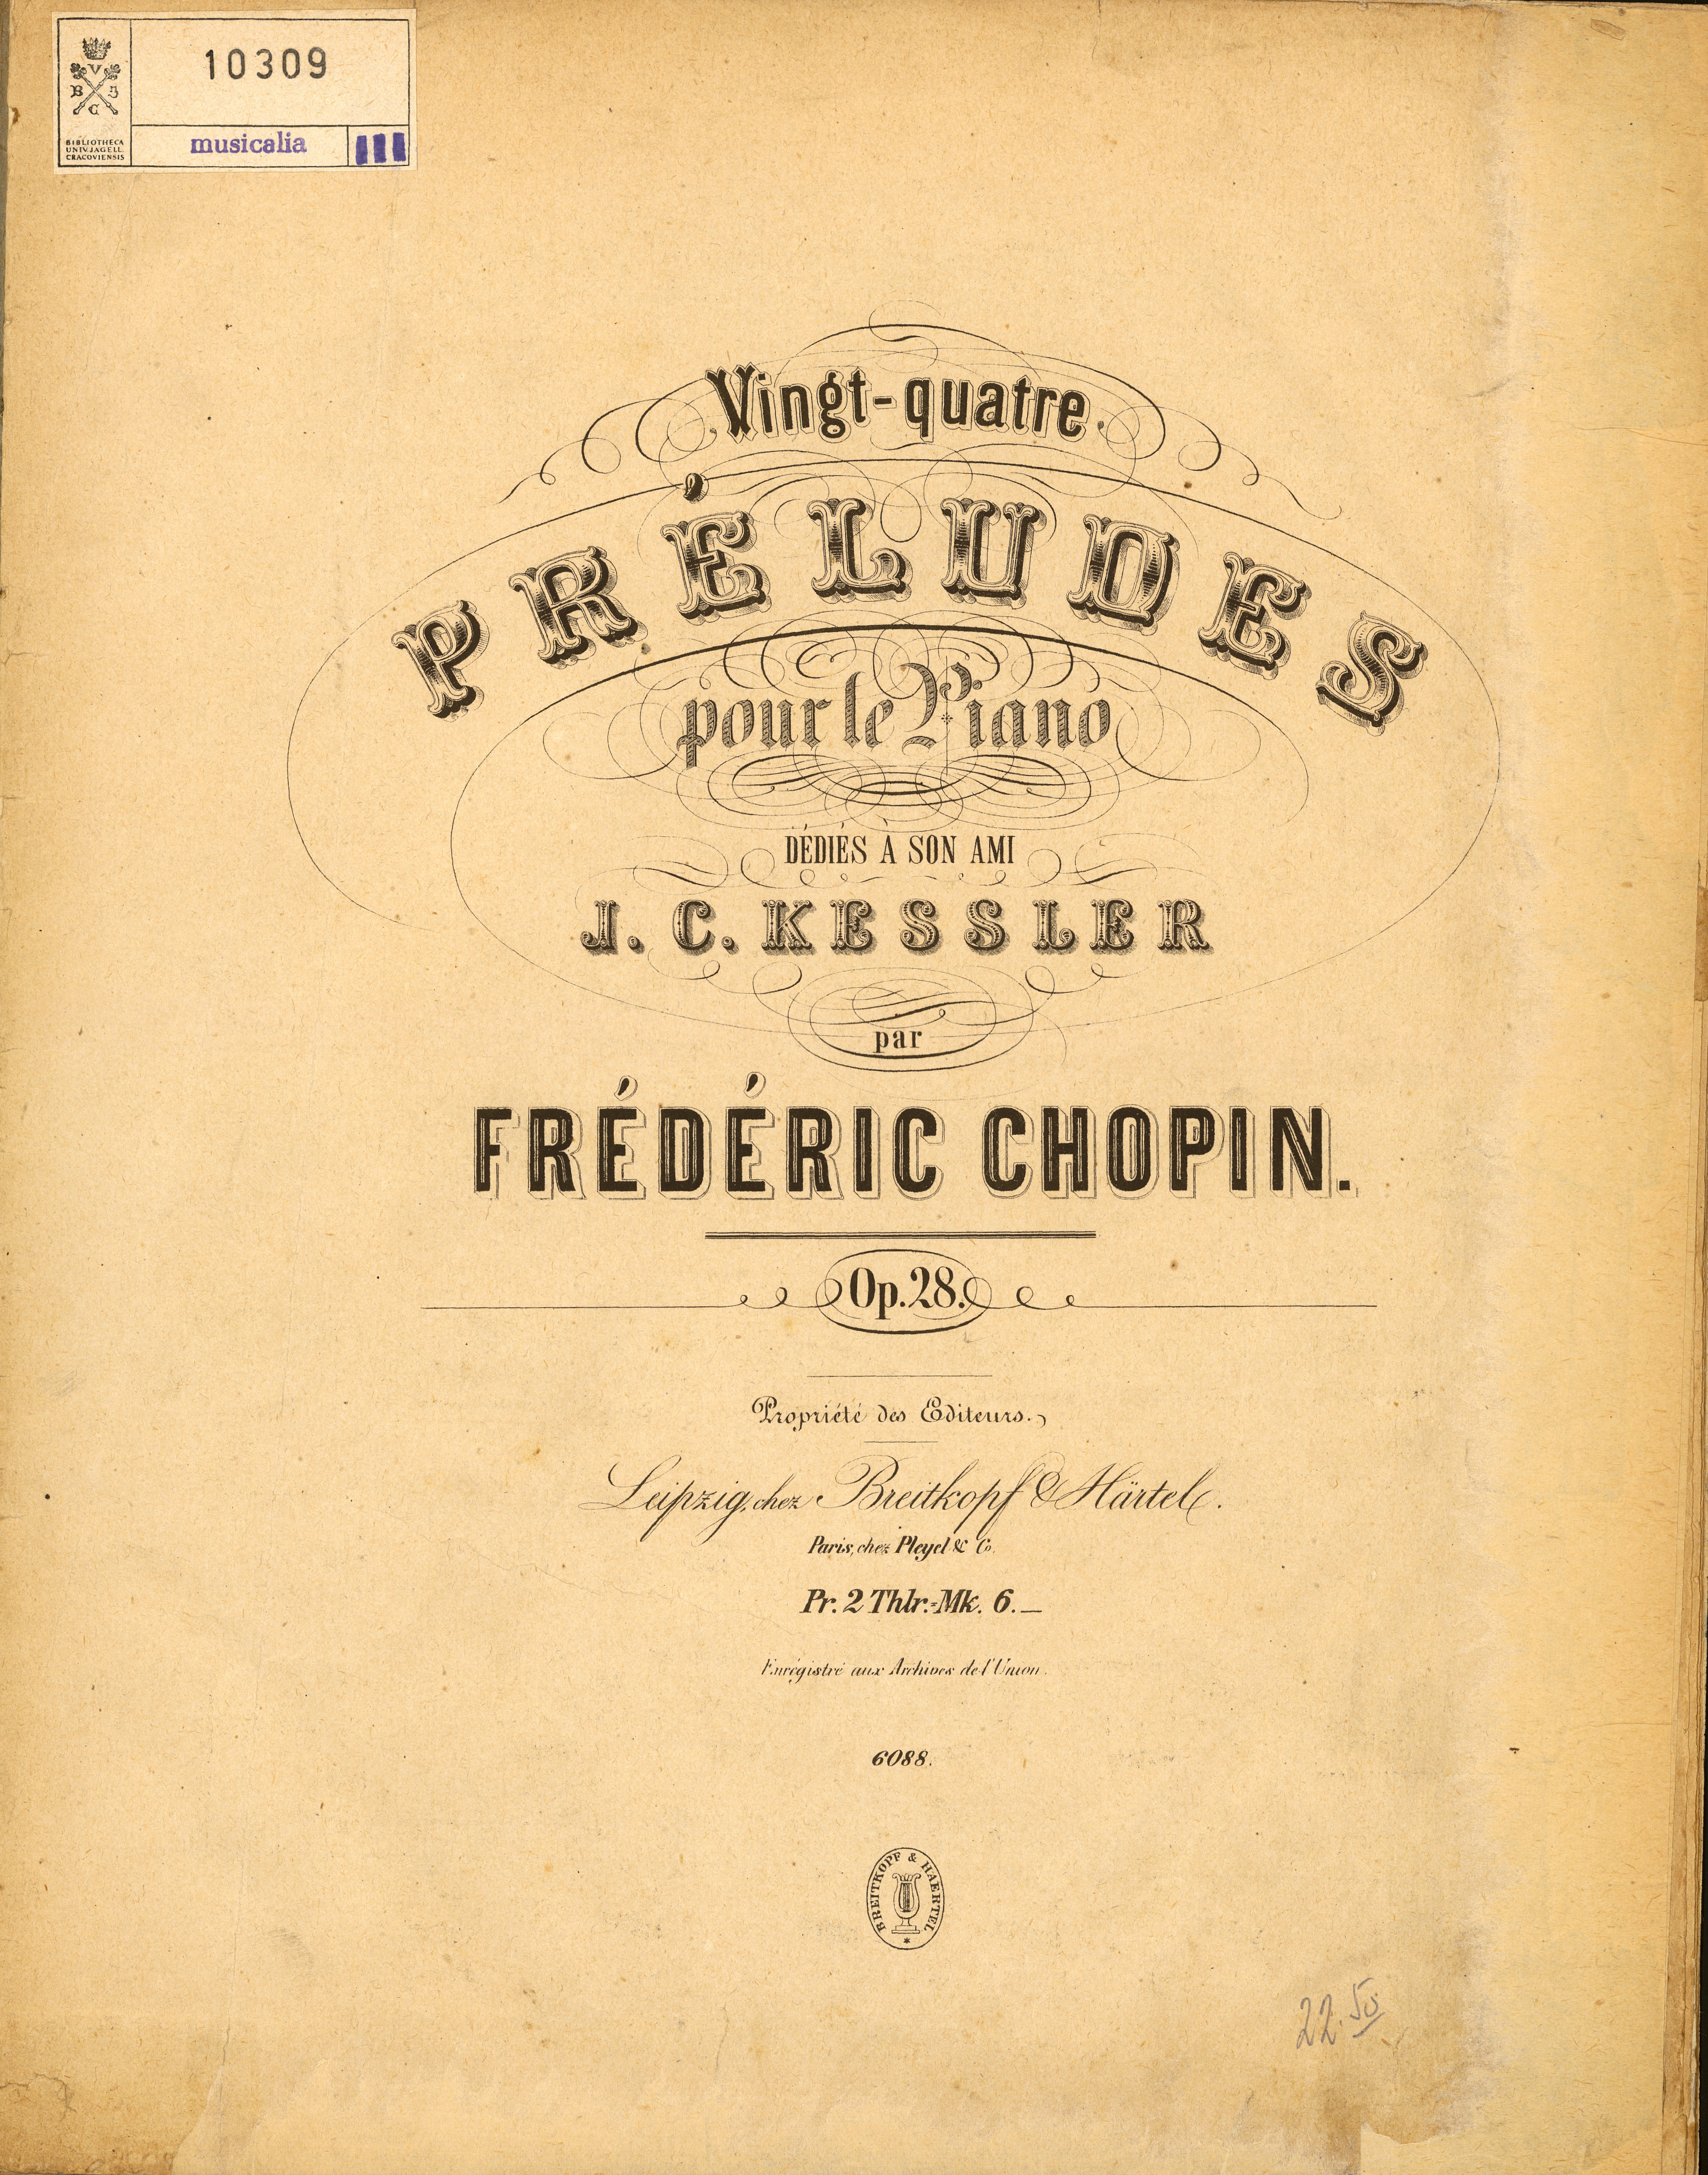 10309
V
B J
C
BIBLIOTHECA
UNIV. JAGELL.
CRACOVIENSIS
musicalia III
Vingt-quatre
PRÉLUDES
pour le Piano
DÉDIÉS À SON AMI
J. C. KESSLER
par
FRÉDÉRIC CHOPIN.
Op. 28.
Propriété des Editeurs.
Leipzig, chez Breitkopf & Härtel.
Paris, chez Pleyel & Co.
Pr. 2 Thlr.=Mk. 6._
Enrégistré aux Archives de l'Union.
6088.
BREITKOPF & HAERTEL
22.50